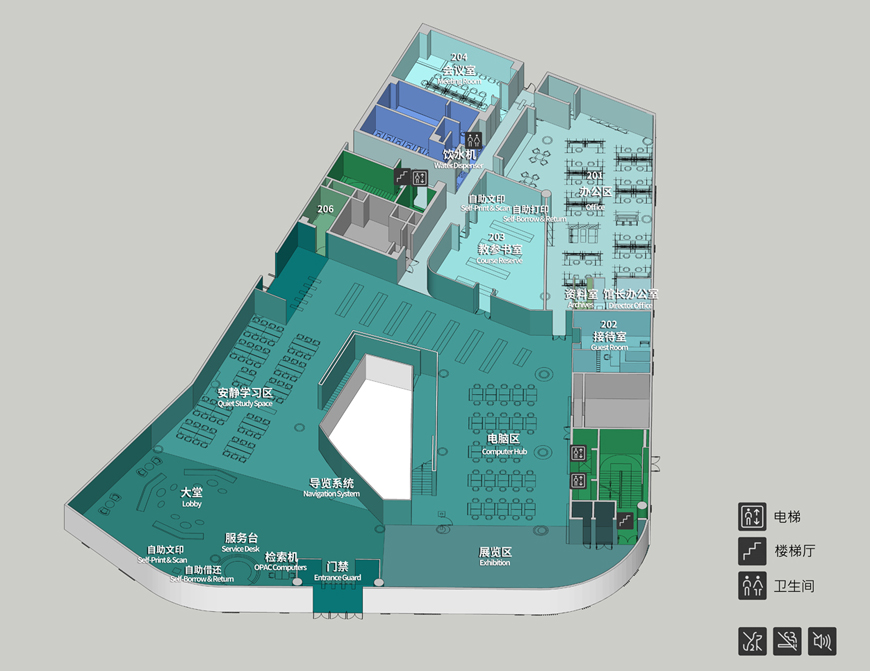 204
会议室
Meeting Room
饮水机
Water Dispenser
201
办公区
Office
自助文印
Self-Print & Scan
自助打印
Self-Borrow & Return
206
203
教参书室
Course Reserve
资料室
Archives
馆长办公室
Director Office
202
接待室
Guest Room
安静学习区
Quiet Study Space
电脑区
Computer Hub
导览系统
Navigation System
大堂
Lobby
服务台
Service Desk
自助文印
Self-Print & Scan
检索机
OPAC Computers
展览区
Exhibition
自助借还
Self-Borrow & Return
门禁
Entrance Guard
电梯
楼梯厅
卫生间